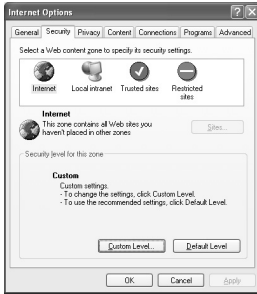 Internet Options
General Security Privacy Content Connections Programs Advanced
Select a Web content zone to specify its security settings.
Internet Local intranet Trusted sites Restricted sites
Internet
This zone contains all Web sites you
haven't placed in other zones
Sites...
Security level for this zone
Custom
Custom settings.
- To change the settings, click Custom Level.
- To use the recommended settings, click Default Level.
Custom Level... Default Level
OK Cancel Apply